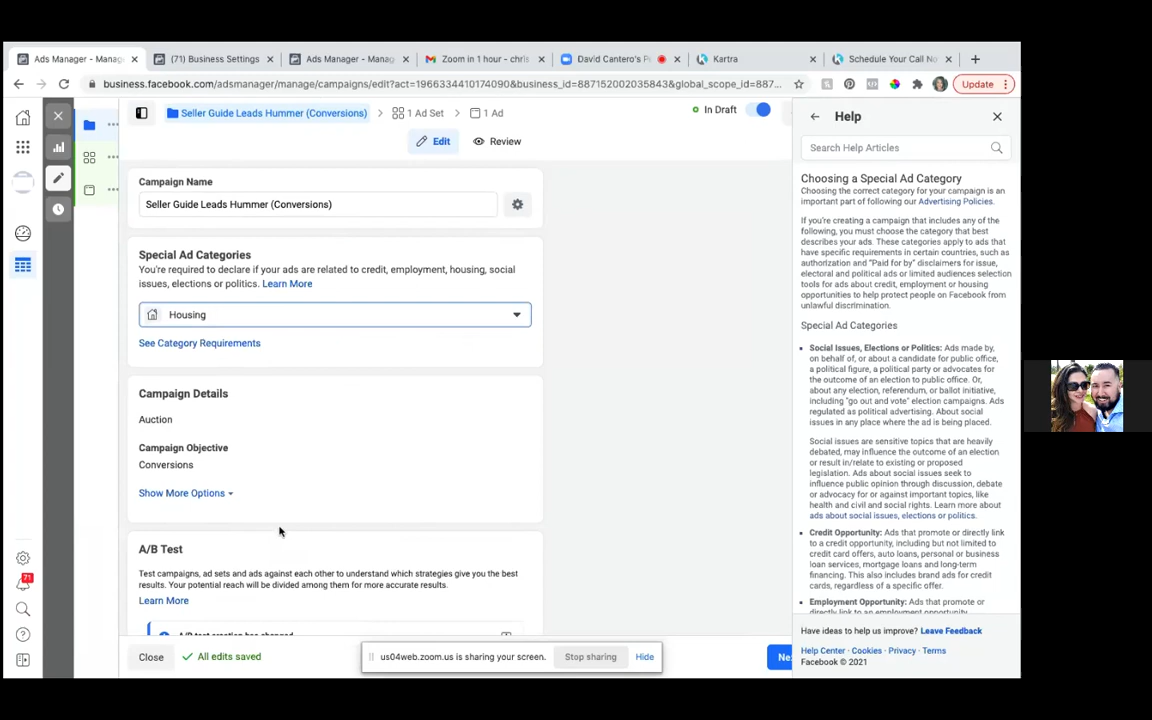 Ads Manager - Manag
(71) Business Settings
Ads Manager - Manag
Zoom in 1 hour - chris
David Cantero's P
Kartra
Schedule Your Call No
business.facebook.com/adsmanager/manage/campaigns/edit?act=1966334410174090&business_id=887152002035843&global_scope_id=887...
Update
Seller Guide Leads Hummer (Conversions)
1 Ad Set
1 Ad
In Draft
Edit
Review
Campaign Name
Seller Guide Leads Hummer (Conversions)
Special Ad Categories
You're required to declare if your ads are related to credit, employment, housing, social
issues, elections or politics. Learn More
Housing
See Category Requirements
Campaign Details
Auction
Campaign Objective
Conversions
Show More Options
A/B Test
Test campaigns, ad sets and ads against each other to understand which strategies give you the best
results. Your potential reach will be divided among them for more accurate results.
Learn More
A/B test creation has changed
Close
All edits saved
us04web.zoom.us is sharing your screen.
Stop sharing
Hide
Ne
71
Help
Search Help Articles
Choosing a Special Ad Category
Choosing the correct category for your campaign is an
important part of following our Advertising Policies.
If you're creating a campaign that includes any of the
following, you must choose the category that best
describes your ads. These categories apply to ads that
have specific requirements in certain countries, such as
authorization and "Paid for by" disclaimers for issue,
electoral and political ads or limited audiences selection
tools for ads about credit, employment or housing
opportunities to help protect people on Facebook from
unlawful discrimination.
Special Ad Categories
Social Issues, Elections or Politics: Ads made by,
on behalf of, or about a candidate for public office,
a political figure, a political party or advocates for
the outcome of an election to public office. Or,
about any election, referendum, or ballot initiative,
including "go out and vote" election campaigns. Ads
regulated as political advertising. About social
issues in any place where the ad is being placed.
Social issues are sensitive topics that are heavily
debated, may influence the outcome of an election
or result in/relate to existing or proposed
legislation. Ads about social issues seek to
influence public opinion through discussion, debate
or advocacy for or against important topics, like
health and civil and social rights. Learn more about
ads about social issues, elections or politics.
Credit Opportunity: Ads that promote or directly link
to a credit opportunity, including but not limited to
credit card offers, auto loans, personal or business
loan services, mortgage loans and long-term
financing. This also includes brand ads for credit
cards, regardless of a specific offer.
Employment Opportunity: Ads that promote or
directly link to an employment opportunity,
Have ideas to help us improve? Leave Feedback
Help Center · Cookies · Privacy · Terms
Facebook © 2021